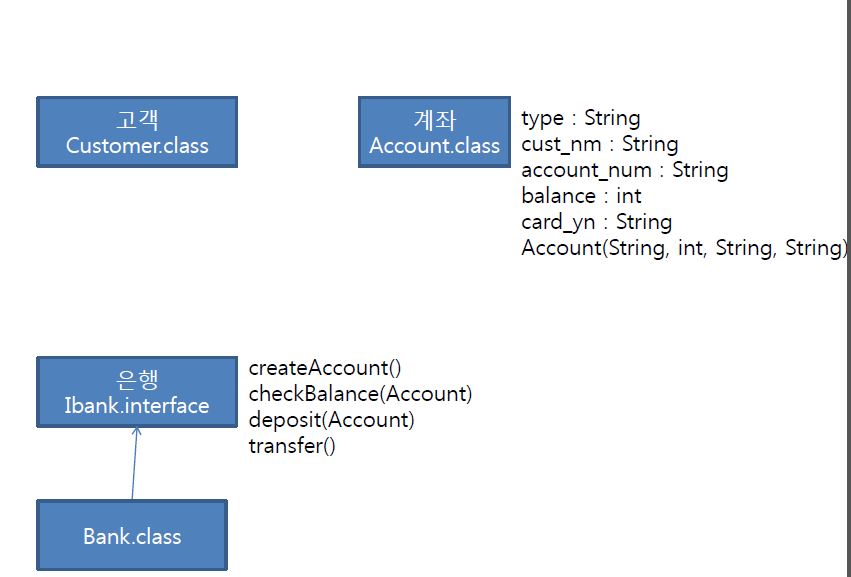 고객
Customer.class
계좌
Account.class
type : String
cust_nm : String
account_num : String
balance : int
card_yn : String
Account(String, int, String, String)
은행
Ibank.interface
createAccount()
checkBalance(Account)
deposit(Account)
transfer()
Bank.class